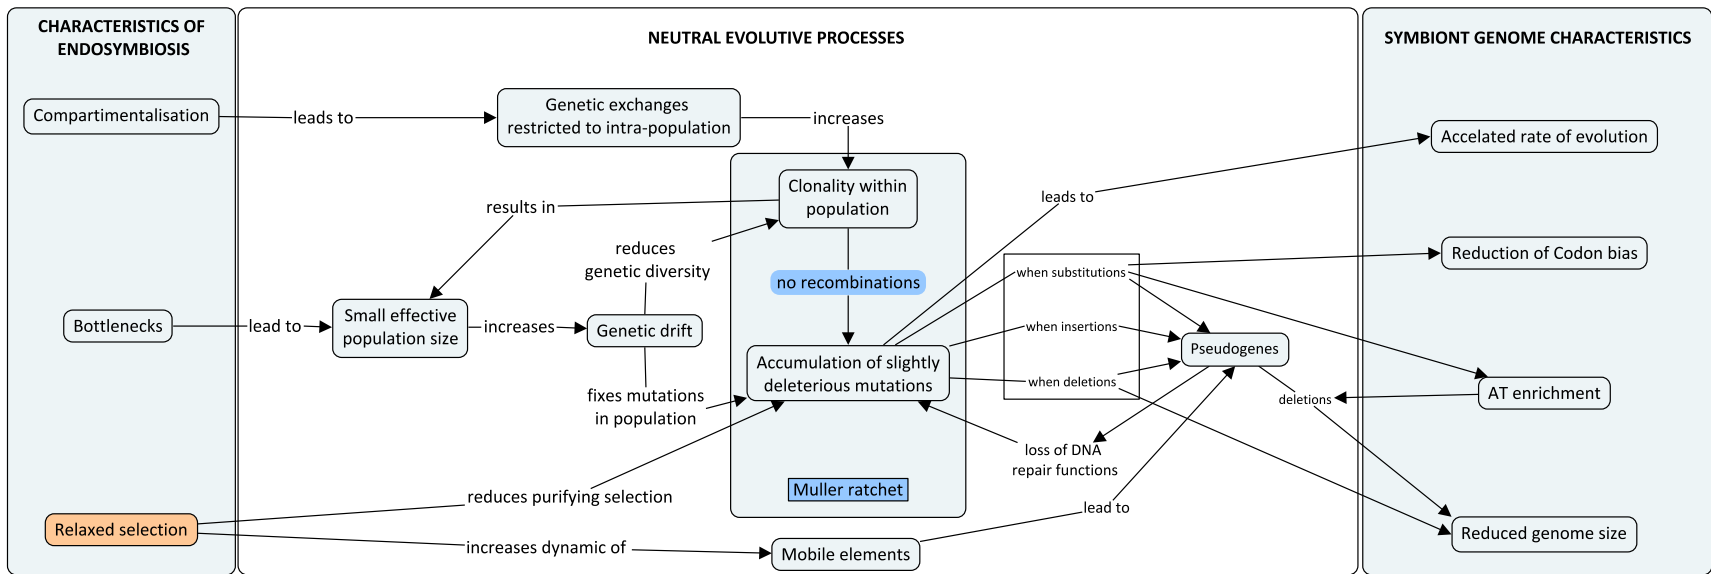 CHARACTERISTICS OF
ENDOSYMBIOSIS
NEUTRAL EVOLUTIVE PROCESSES
SYMBIONT GENOME CHARACTERISTICS
Compartimentalisation
leads to
Genetic exchanges
restricted to intra-population
increases
Accelated rate of evolution
Clonality within
population
leads to
results in
reduces
genetic diversity
no recombinations
when substitutions
Reduction of Codon bias
Bottlenecks
lead to
Small effective
population size
increases
Genetic drift
when insertions
Pseudogenes
Accumulation of slightly
deleterious mutations
when deletions
deletions
AT enrichment
fixes mutations
in population
loss of DNA
repair functions
Muller ratchet
reduces purifying selection
lead to
Relaxed selection
increases dynamic of
Mobile elements
Reduced genome size